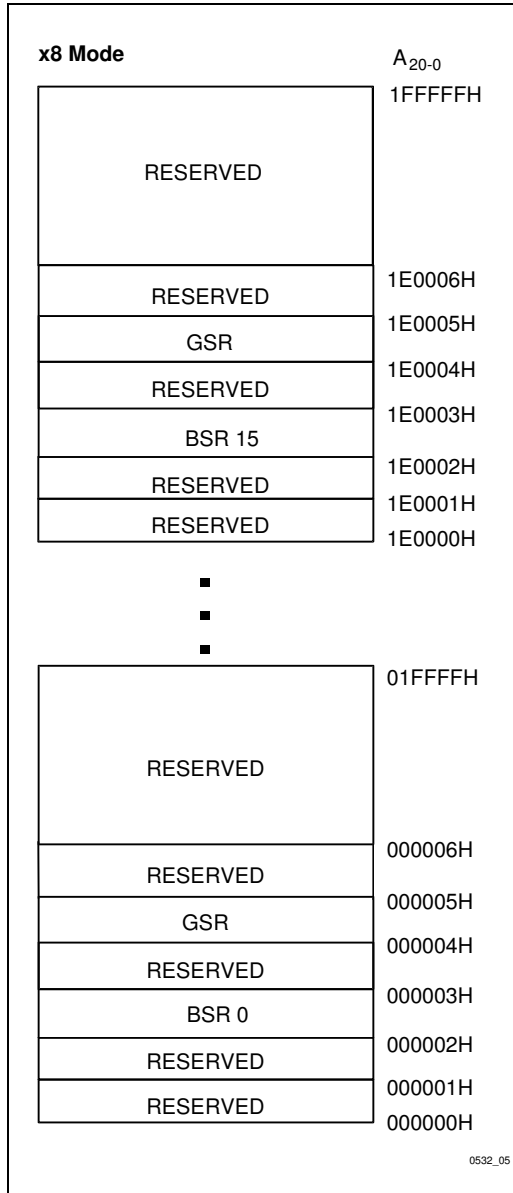 x8 Mode A20-0
1FFFFFH
RESERVED
1E0006H
RESERVED
1E0005H
GSR
1E0004H
RESERVED
1E0003H
BSR 15
1E0002H
RESERVED
1E0001H
RESERVED
1E0000H
01FFFFH
RESERVED
000006H
RESERVED
000005H
GSR
000004H
RESERVED
000003H
BSR 0
000002H
RESERVED
000001H
RESERVED
000000H
0532_05